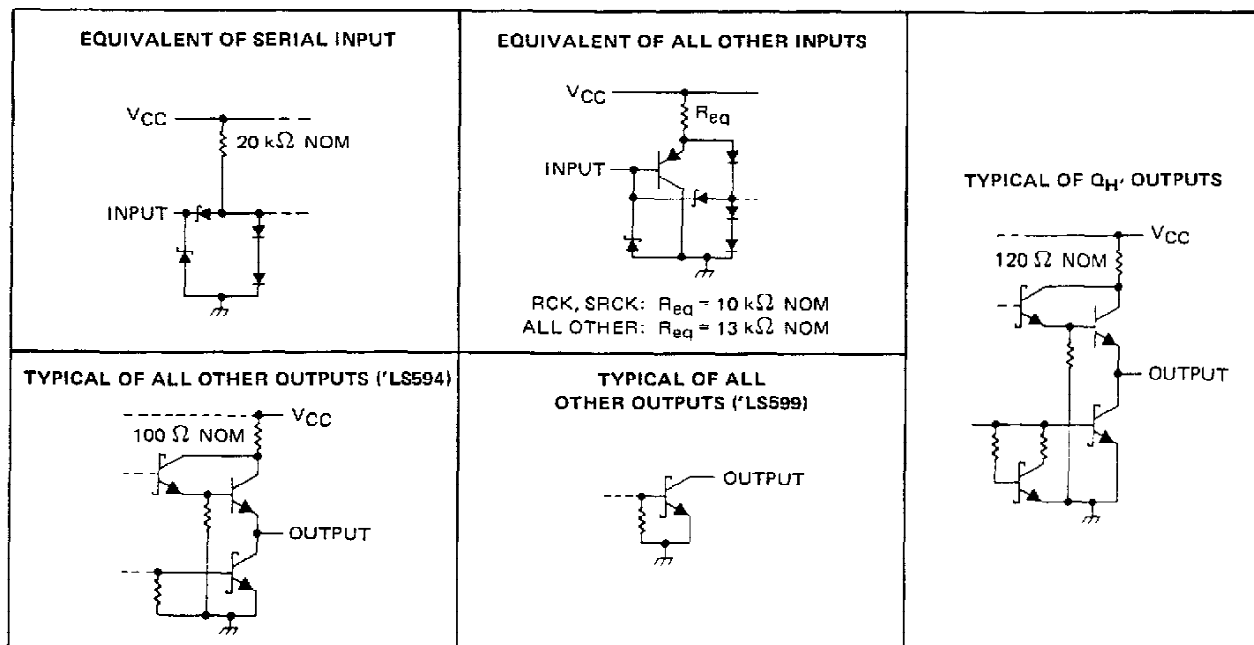 EQUIVALENT OF SERIAL INPUT
VCC
20 kΩ NOM
INPUT
EQUIVALENT OF ALL OTHER INPUTS
VCC
Req
INPUT
RCK, SRCK: Req = 10 kΩ NOM
ALL OTHER: Req = 13 kΩ NOM
TYPICAL OF QH' OUTPUTS
VCC
120 Ω NOM
OUTPUT
TYPICAL OF ALL OTHER OUTPUTS ('LS594)
VCC
100 Ω NOM
OUTPUT
TYPICAL OF ALL
OTHER OUTPUTS ('LS599)
OUTPUT